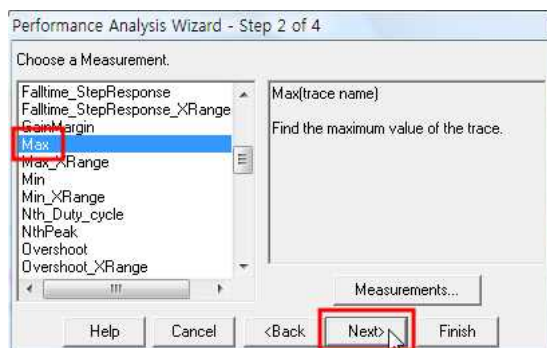 Performance Analysis Wizard - Step 2 of 4
Choose a Measurement.
Falltime_StepResponse
Falltime_StepResponse_XRange
GainMargin
Max
Max_XRange
Min
Min_XRange
Nth_Duty_cycle
NthPeak
Overshoot
Overshoot_XRange
Max(trace name)
Find the maximum value of the trace.
Measurements...
Help
Cancel
<Back
Next>
Finish